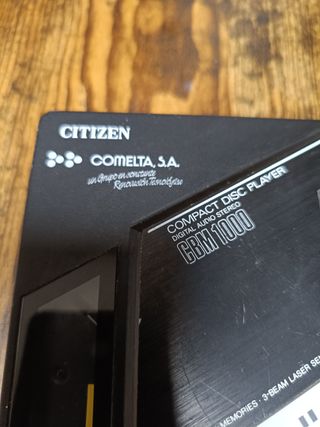 CITIZEN
COMELTA, S.A.
un Grupo en constante
Renovación Tecnológica
COMPACT DISC PLAYER
DIGITAL AUDIO STEREO
CBM 1000
MEMORIES · 3-BEAM LASER